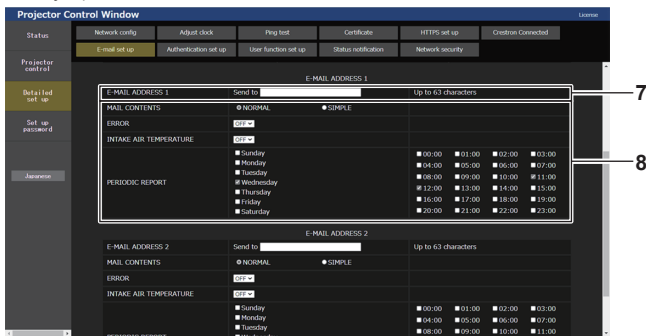 Projector Control Window
License
Status
Projector control
Detailed set up
Set up password
Japanese
Network config Adjust clock Ping test Certificate HTTPS set up Crestron Connected
E-mail set up Authentication set up User function set up Status notification Network security
E-MAIL ADDRESS 1
E-MAIL ADDRESS 1 Send to Up to 63 characters
7
MAIL CONTENTS NORMAL SIMPLE
ERROR OFF
INTAKE AIR TEMPERATURE OFF
8
PERIODIC REPORT
Sunday
Monday
Tuesday
Wednesday
Thursday
Friday
Saturday
00:00 01:00 02:00 03:00
04:00 05:00 06:00 07:00
08:00 09:00 10:00 11:00
12:00 13:00 14:00 15:00
16:00 17:00 18:00 19:00
20:00 21:00 22:00 23:00
E-MAIL ADDRESS 2
E-MAIL ADDRESS 2 Send to Up to 63 characters
MAIL CONTENTS NORMAL SIMPLE
ERROR OFF
INTAKE AIR TEMPERATURE OFF
Sunday 00:00 01:00 02:00 03:00
Monday 04:00 05:00 06:00 07:00
Tuesday 08:00 09:00 10:00 11:00